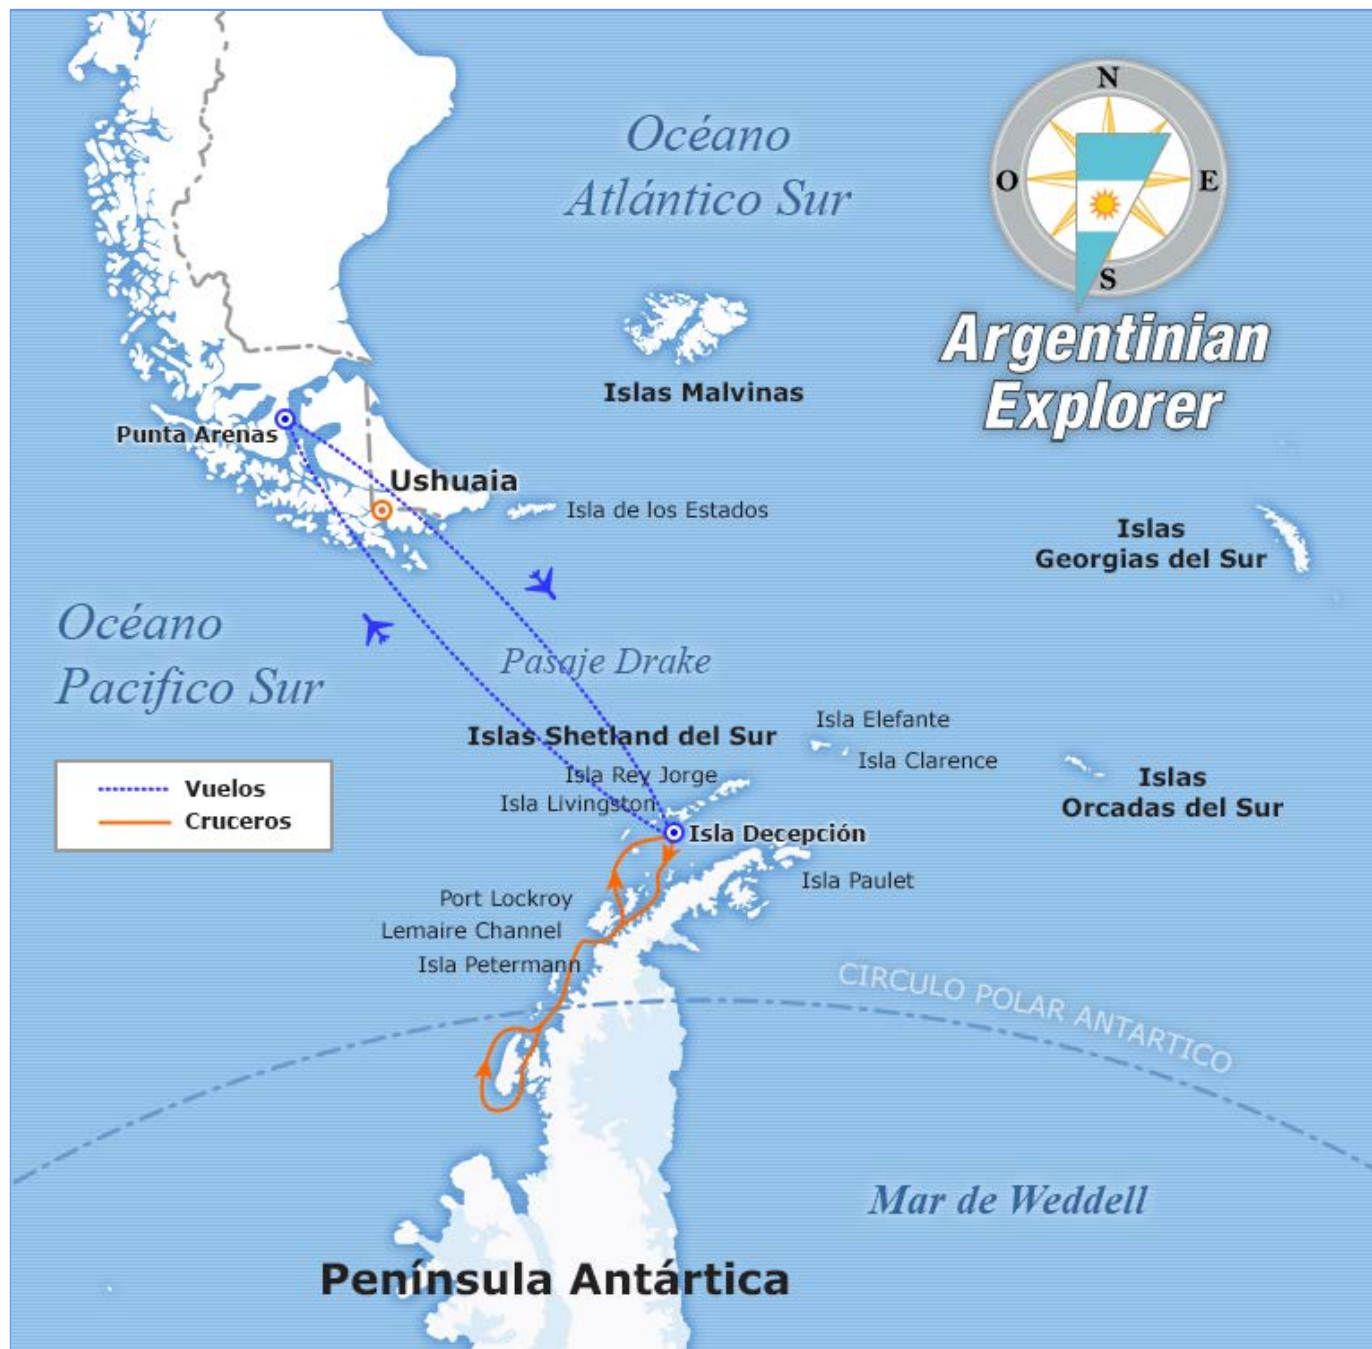 Océano
Atlántico Sur
N
O
E
S
Argentinian
Explorer
Islas Malvinas
Punta Arenas
Ushuaia
Isla de los Estados
Islas
Georgias del Sur
Océano
Pacifico Sur
Pasaje Drake
Islas Shetland del Sur
Isla Elefante
Isla Clarence
Isla Rey Jorge
Isla Livingston
Islas
Orcadas del Sur
Vuelos
Cruceros
Isla Decepción
Isla Paulet
Port Lockroy
Lemaire Channel
Isla Petermann
CIRCULO POLAR ANTARTICO
Mar de Weddell
Península Antártica